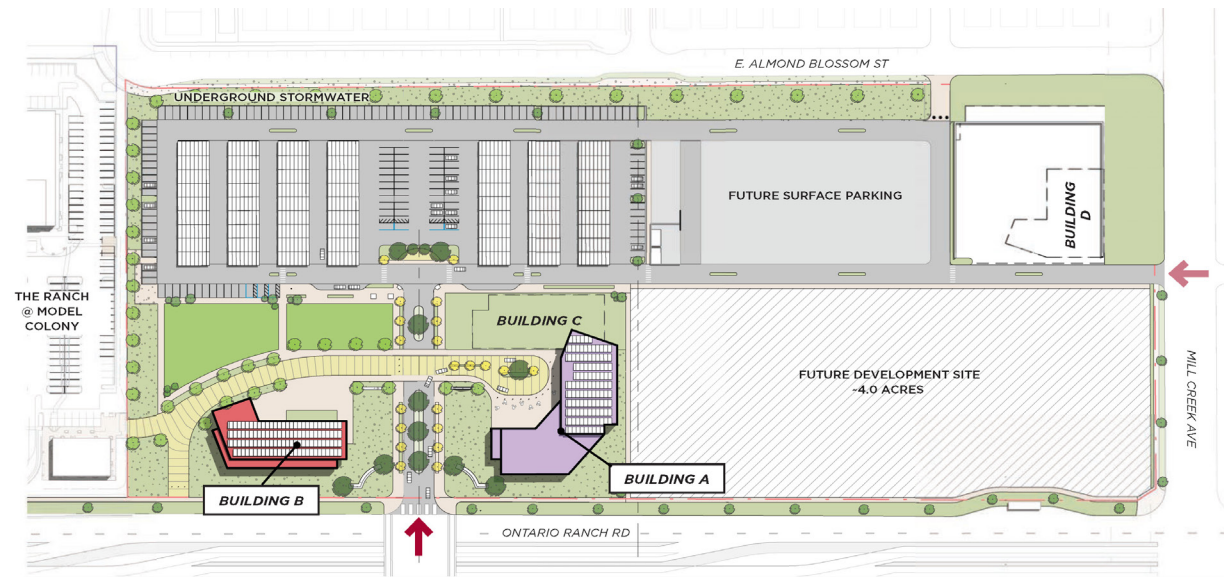 E. ALMOND BLOSSOM ST
UNDERGROUND STORMWATER
FUTURE SURFACE PARKING
BUILDING
D
THE RANCH
@ MODEL
COLONY
BUILDING C
FUTURE DEVELOPMENT SITE
~4.0 ACRES
MILL CREEK AVE
BUILDING A
BUILDING B
ONTARIO RANCH RD